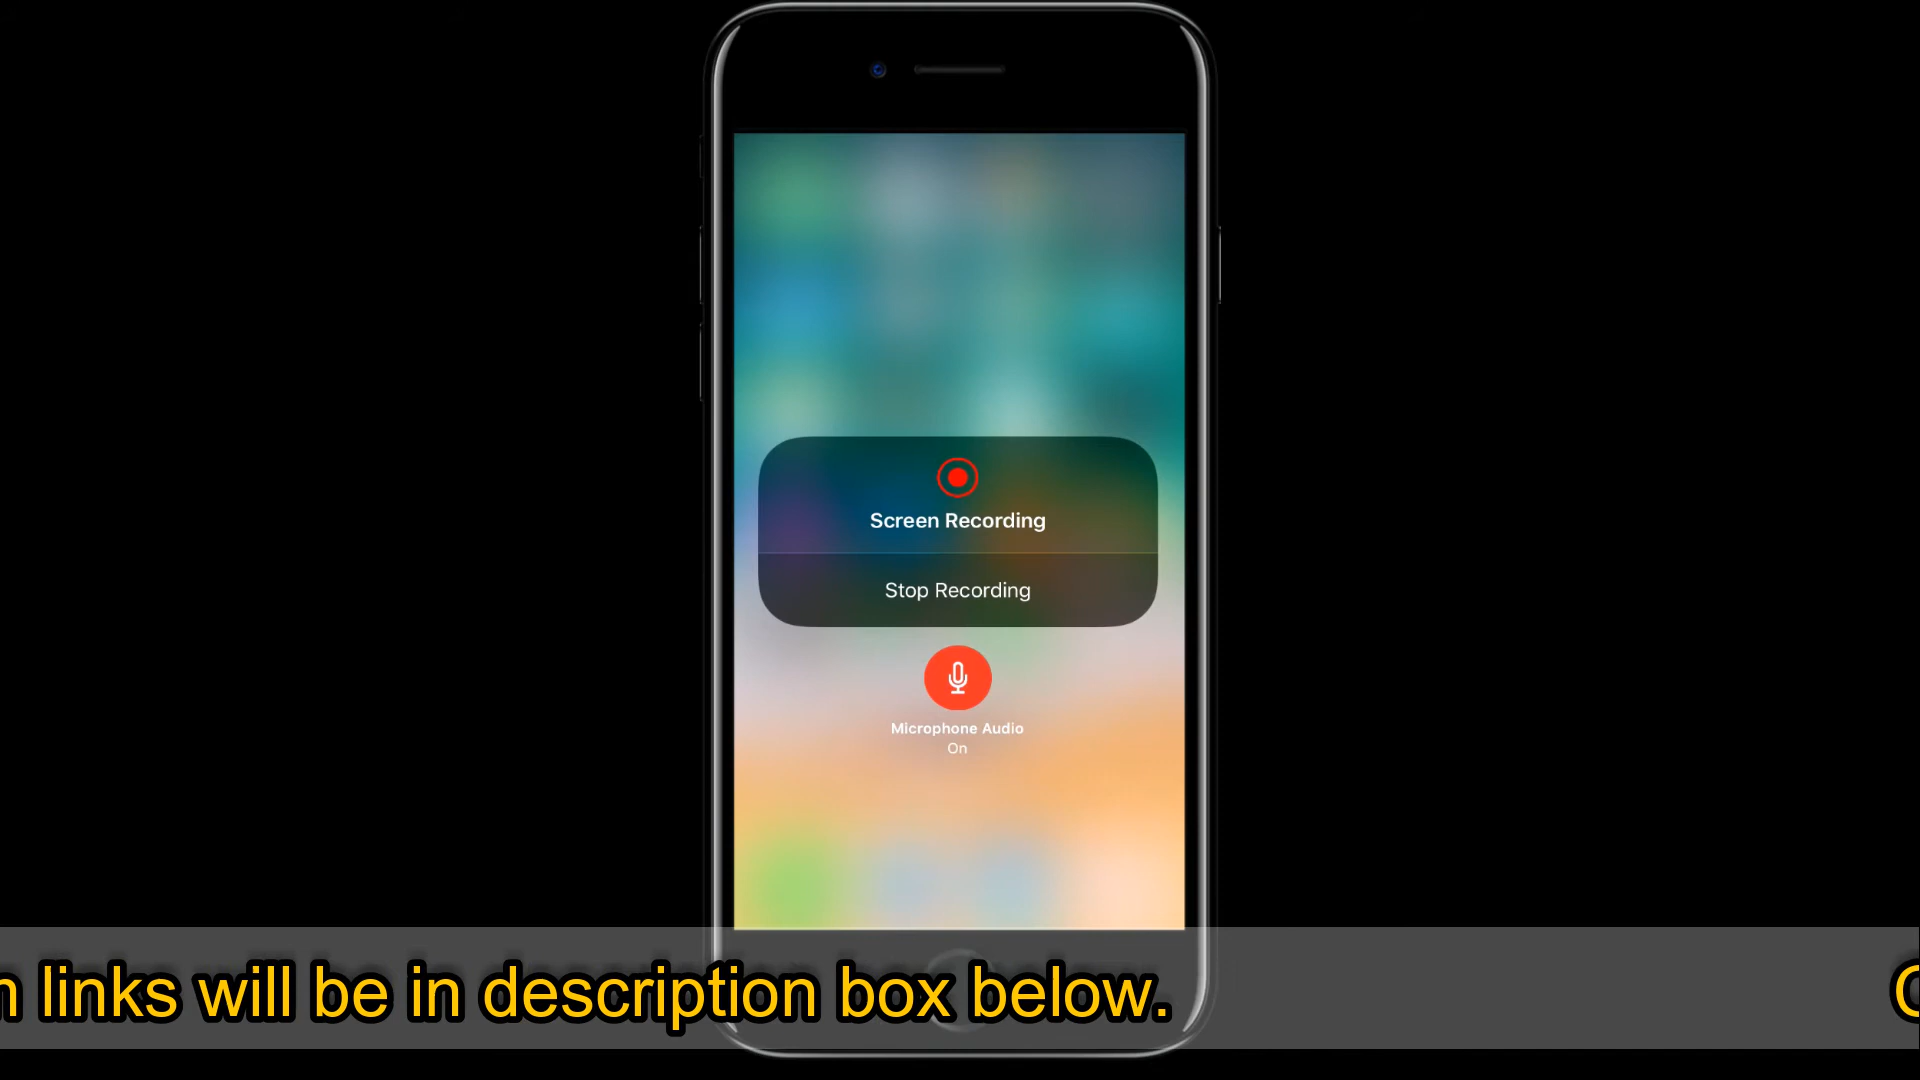 Screen Recording
Stop Recording
Microphone Audio
On
links will be in description box below.